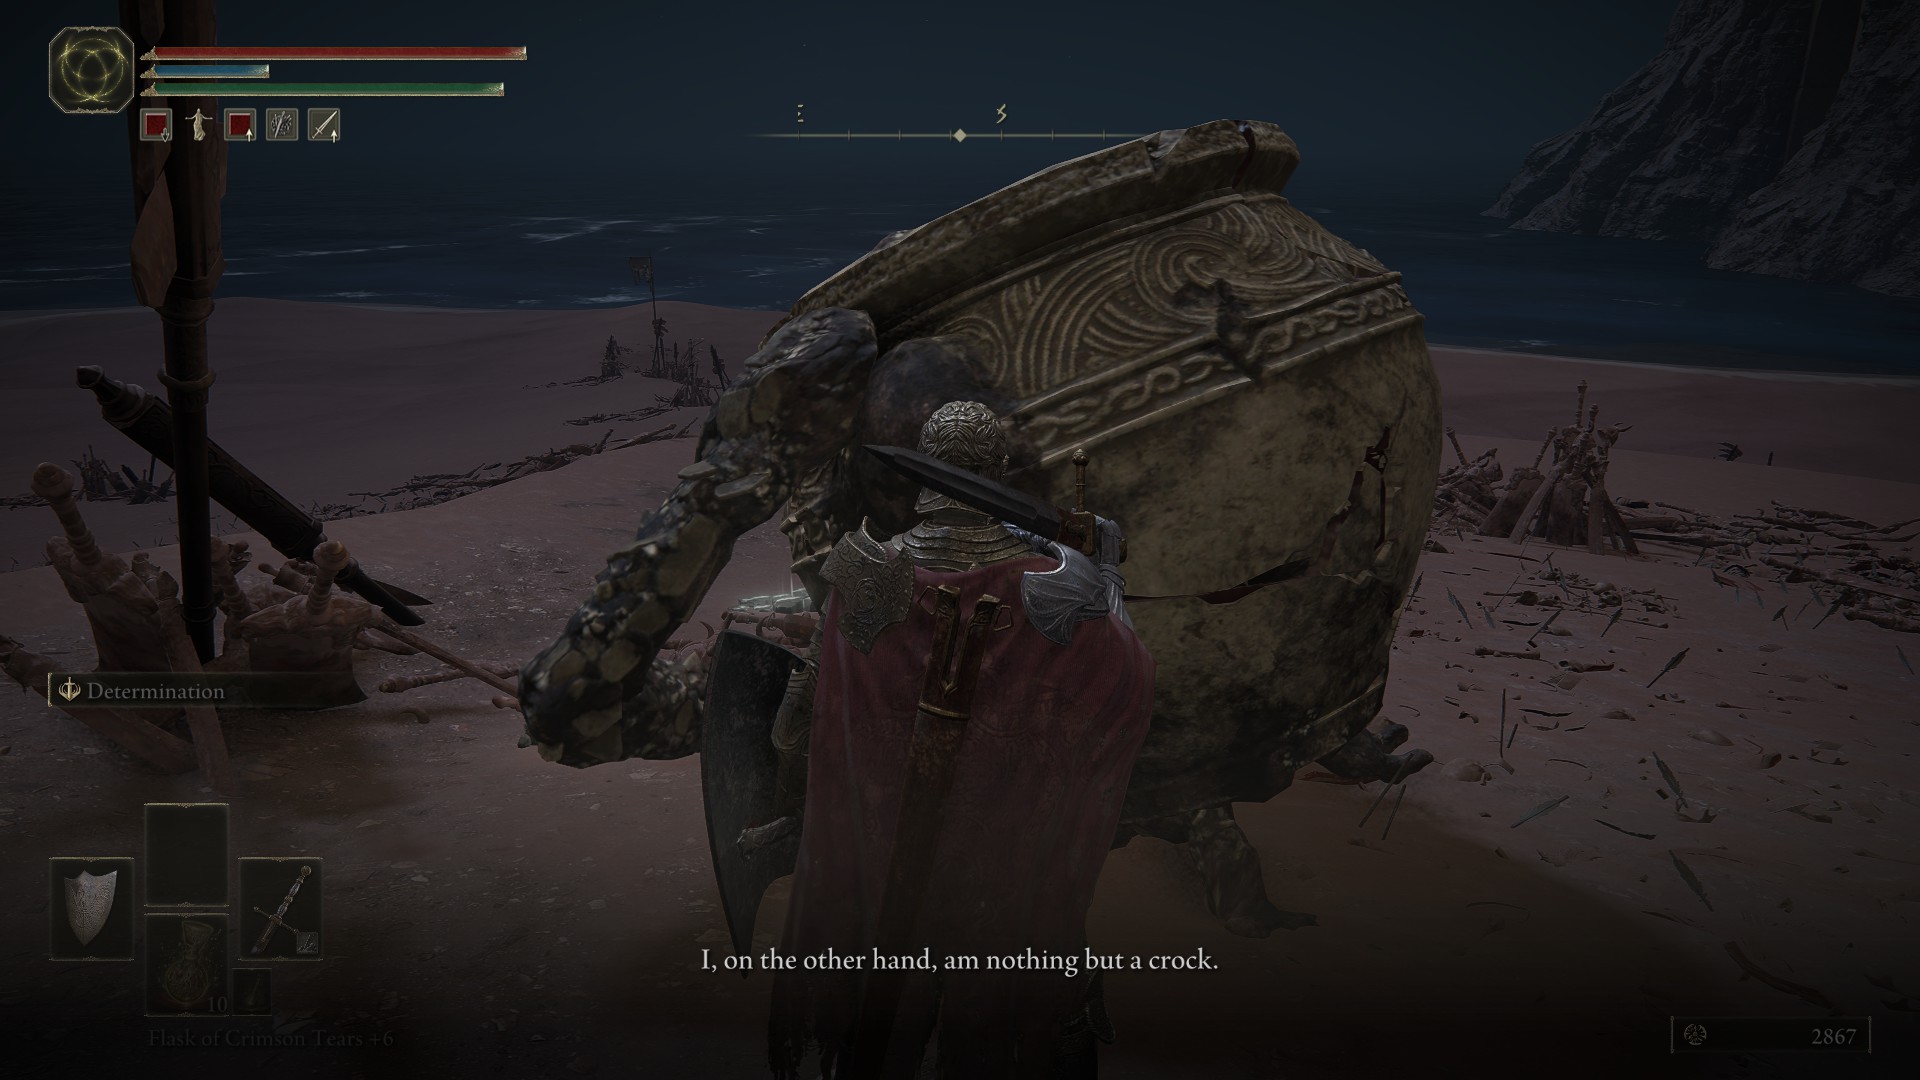 E
S
Determination
I, on the other hand, am nothing but a crock.
10
Flask of Crimson Tears +6
2867